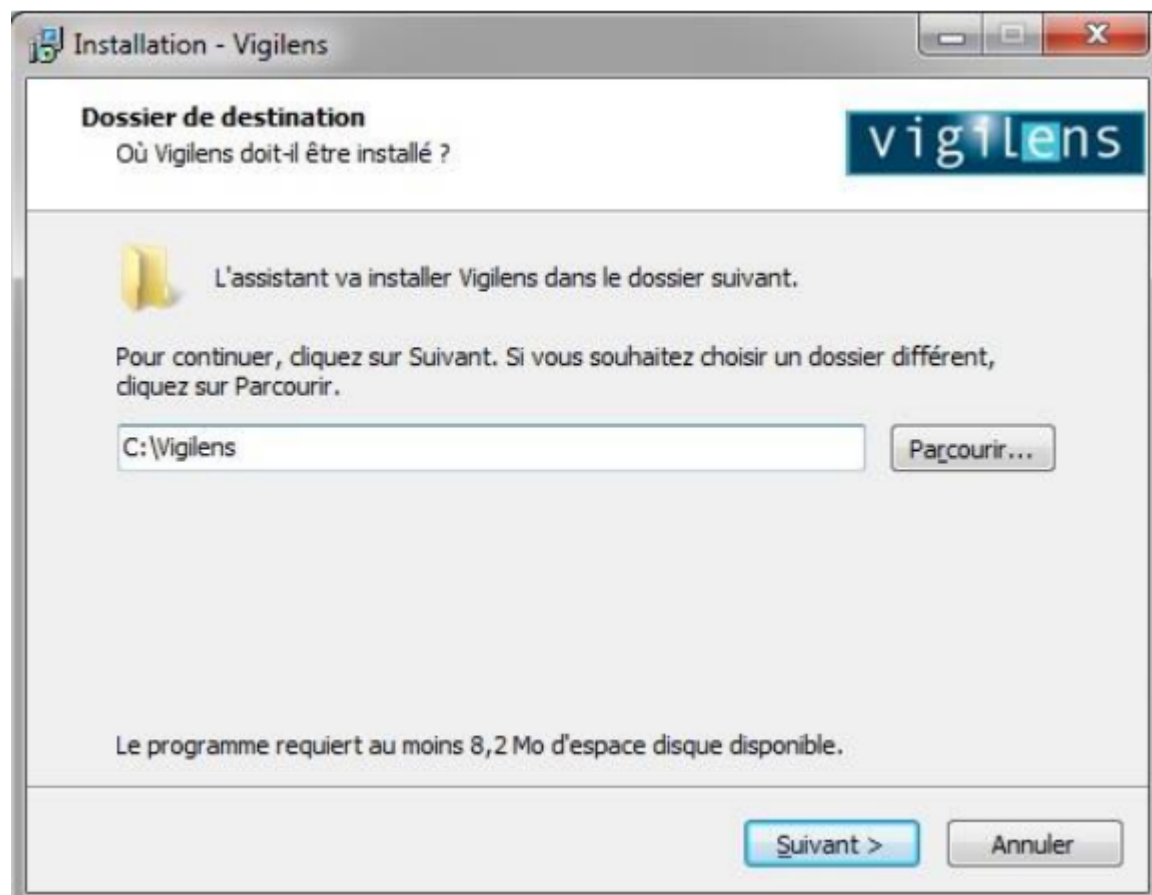 Installation - Vigilens
Dossier de destination
Où Vigilens doit-il être installé ?
vigilens
L'assistant va installer Vigilens dans le dossier suivant.
Pour continuer, cliquez sur Suivant. Si vous souhaitez choisir un dossier différent,
cliquez sur Parcourir.
C:\Vigilens
Parcourir...
Le programme requiert au moins 8,2 Mo d'espace disque disponible.
Suivant >
Annuler